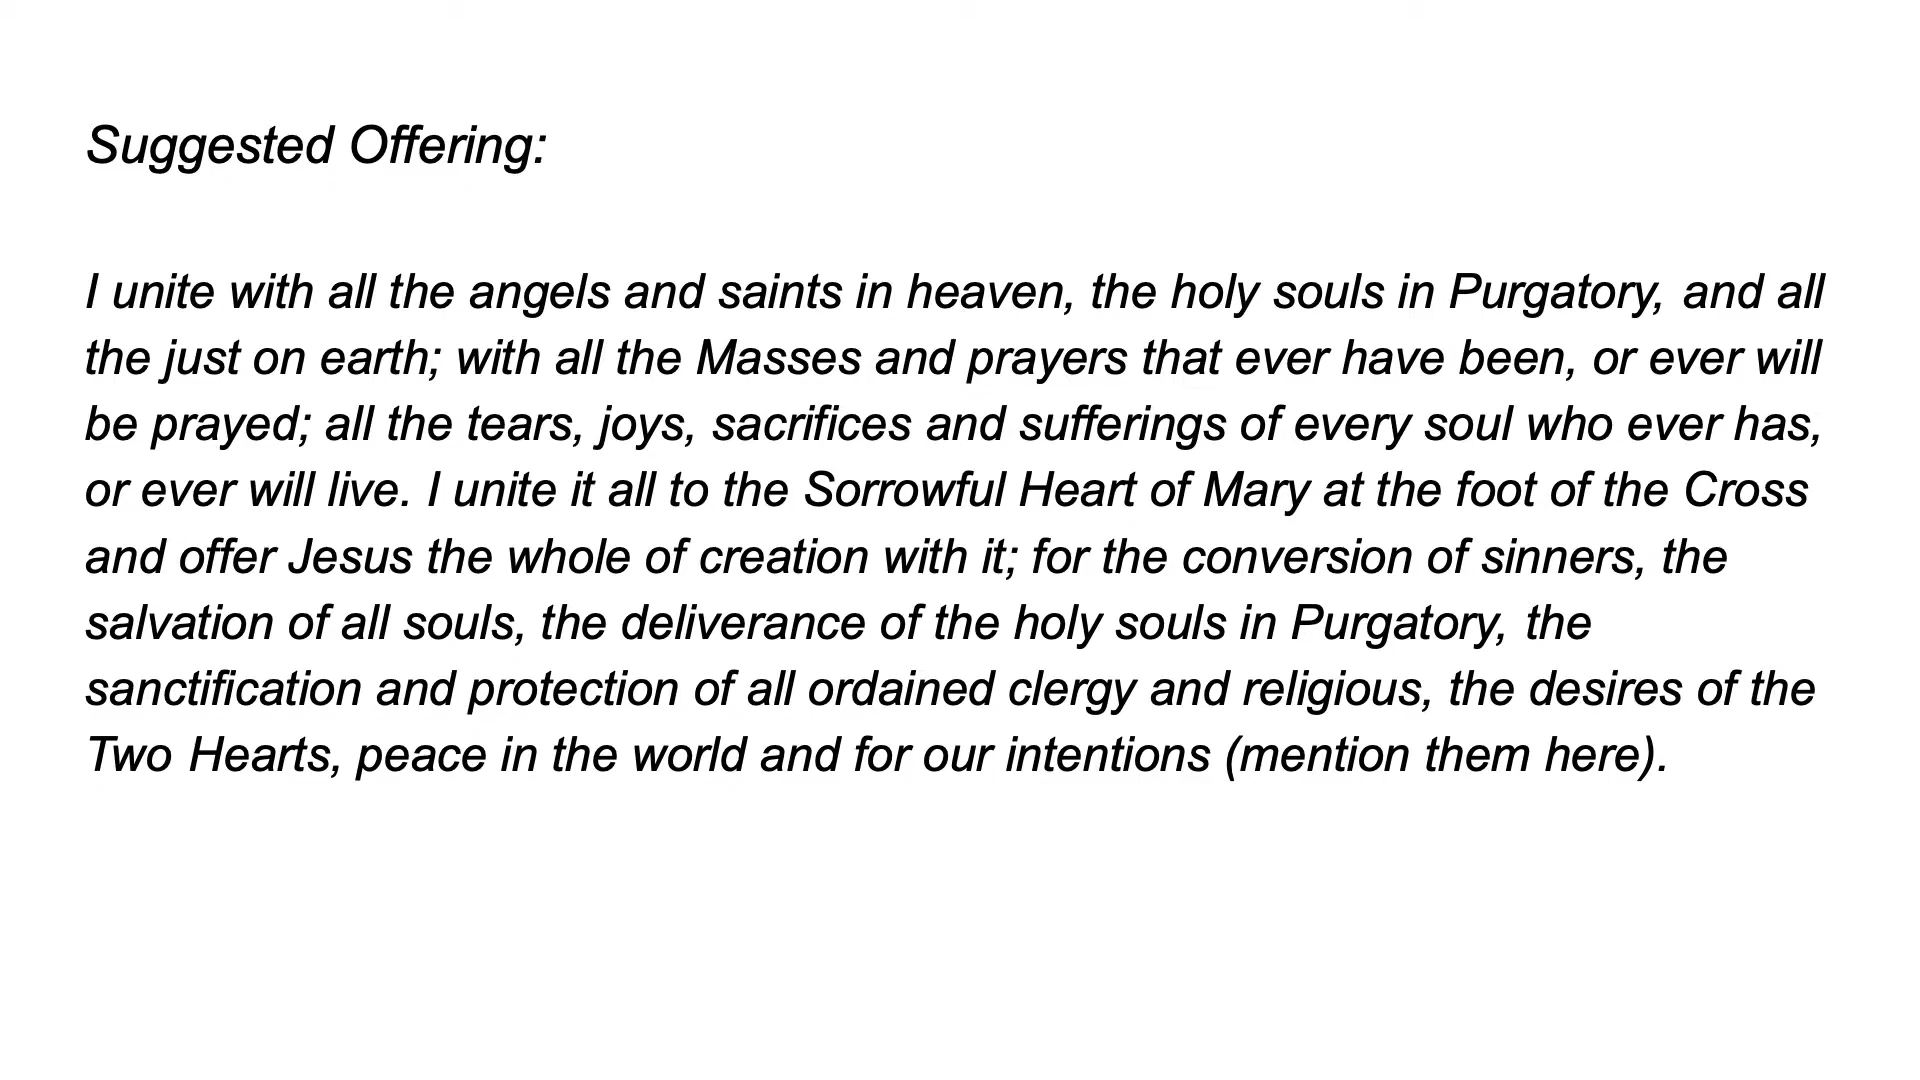 Suggested Offering:
I unite with all the angels and saints in heaven, the holy souls in Purgatory, and all
the just on earth; with all the Masses and prayers that ever have been, or ever will
be prayed; all the tears, joys, sacrifices and sufferings of every soul who ever has,
or ever will live. I unite it all to the Sorrowful Heart of Mary at the foot of the Cross
and offer Jesus the whole of creation with it; for the conversion of sinners, the
salvation of all souls, the deliverance of the holy souls in Purgatory, the
sanctification and protection of all ordained clergy and religious, the desires of the
Two Hearts, peace in the world and for our intentions (mention them here).